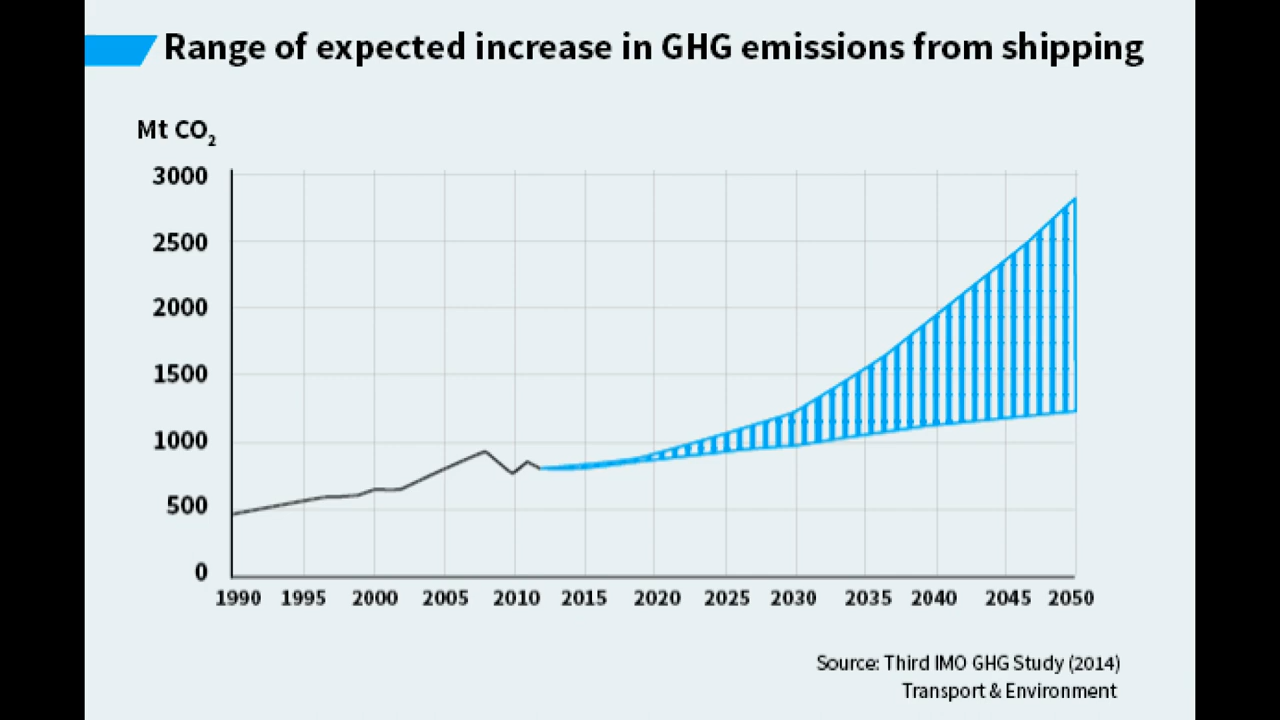 Range of expected increase in GHG emissions from shipping
Mt CO₂
3000
2500
2000
1500
1000
500
0
1990 1995 2000 2005 2010 2015 2020 2025 2030 2035 2040 2045 2050
Source: Third IMO GHG Study (2014)
Transport & Environment